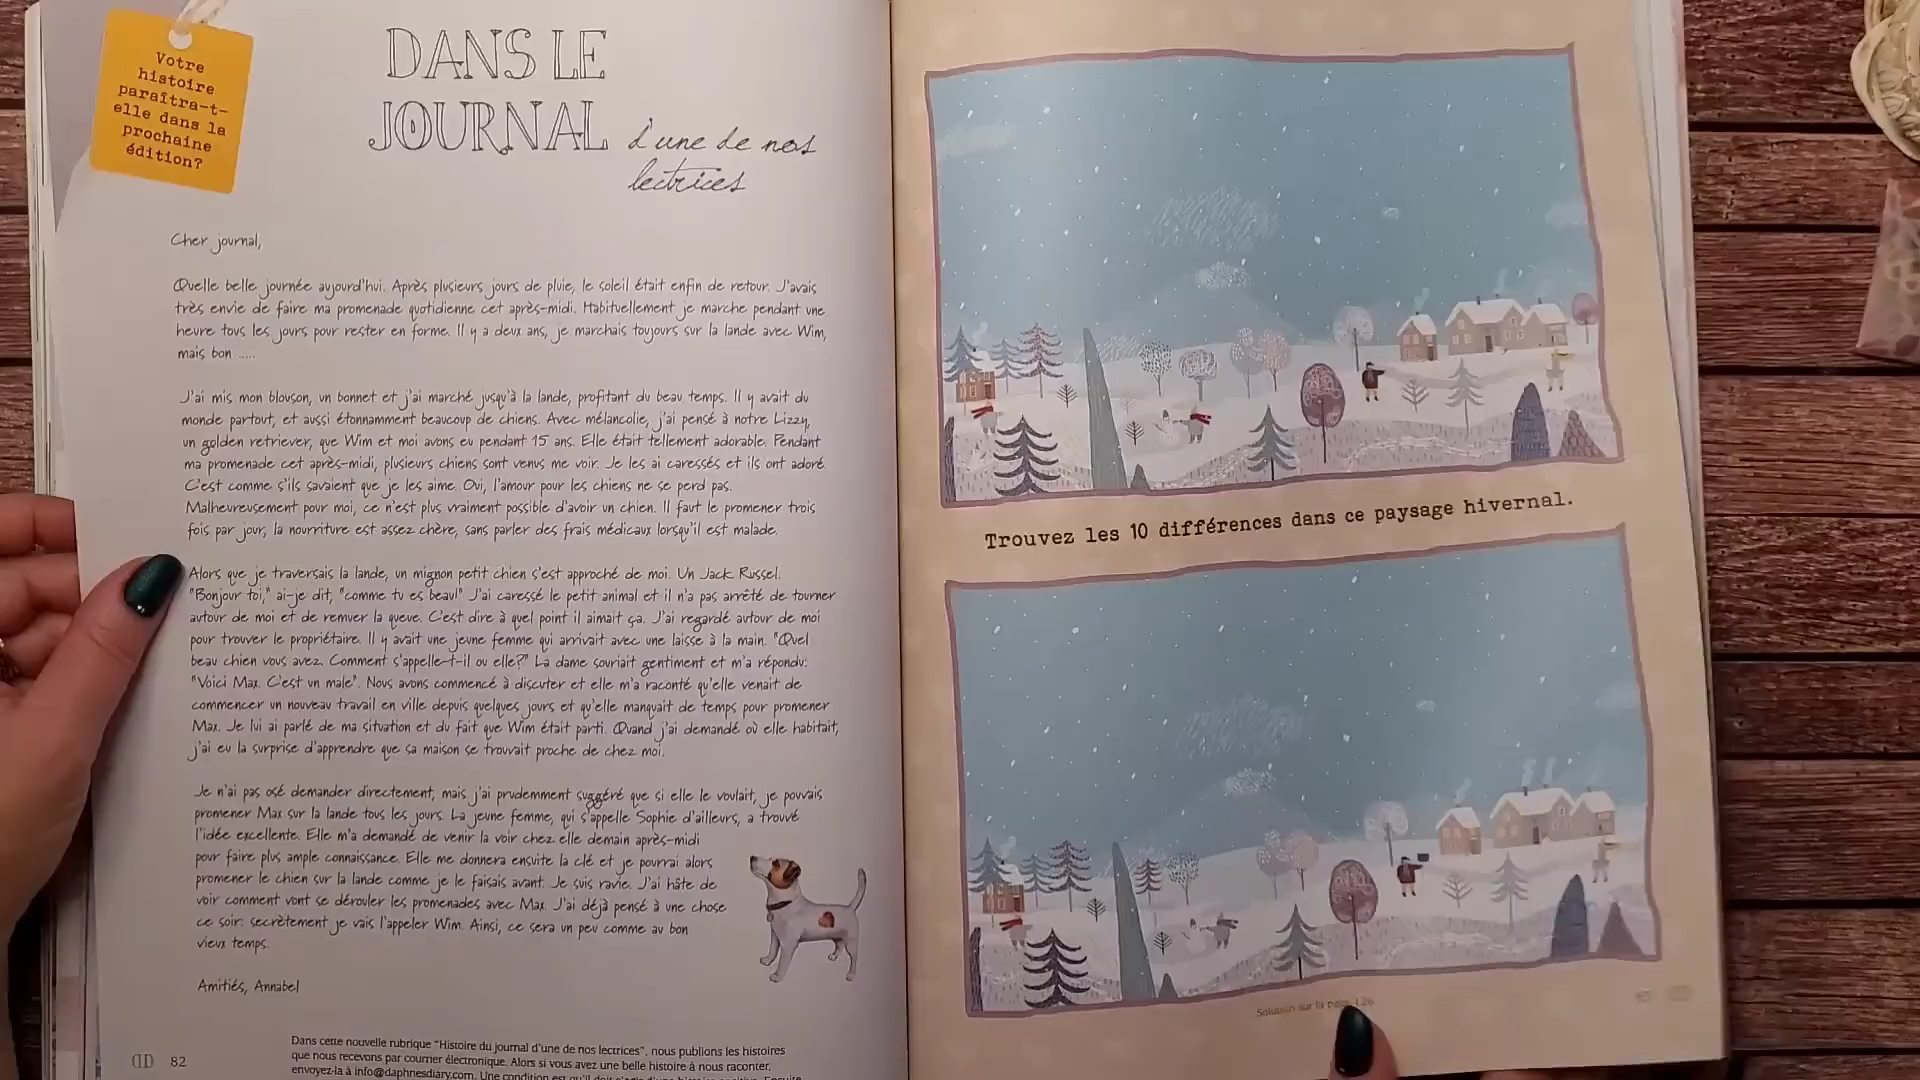 Votre
histoire
paraîtra-t-
elle dans la
prochaine
édition?
DANS LE
JOURNAL
d'une de nos
lectrices
Cher journal,
Quelle belle journée aujourd'hui. Après plusieurs jours de pluie, le soleil était enfin de retour. J'avais
très envie de faire ma promenade quotidienne cet après-midi. Habituellement je marche pendant une
heure tous les jours pour rester en forme. Il y a deux ans, je marchais toujours sur la lande avec Wim,
mais bon .....
J'ai mis mon blouson, un bonnet et j'ai marché jusqu'à la lande, profitant du beau temps. Il y avait du
monde partout, et aussi étonnamment beaucoup de chiens. Avec mélancolie, j'ai pensé à notre Lizzy,
un golden retriever, que Wim et moi avons eu pendant 15 ans. Elle était tellement adorable. Pendant
ma promenade cet après-midi, plusieurs chiens sont venus me voir. Je les ai caressés et ils ont adoré.
C'est comme s'ils savaient que je les aime. Oui, l'amour pour les chiens ne se perd pas.
Malheureusement pour moi, ce n'est plus vraiment possible d'avoir un chien. Il faut le promener trois
fois par jour, la nourriture est assez chère, sans parler des frais médicaux lorsqu'il est malade.
Alors que je traversais la lande, un mignon petit chien s'est approché de moi. Un Jack Russel.
"Bonjour toi," ai-je dit, "comme tu es beau!" J'ai caressé le petit animal et il n'a pas arrêté de tourner
autour de moi et de remuer la queue. C'est dire à quel point il aimait ça. J'ai regardé autour de moi
pour trouver le propriétaire. Il y avait une jeune femme qui arrivait avec une laisse à la main. "Quel
beau chien vous avez. Comment s'appelle-t-il ou elle?" La dame souriait gentiment et m'a répondu:
"Voici Max. C'est un male". Nous avons commencé à discuter et elle m'a raconté qu'elle venait de
commencer un nouveau travail en ville depuis quelques jours et qu'elle manquait de temps pour promener
Max. Je lui ai parlé de ma situation et du fait que Wim était parti. Quand j'ai demandé où elle habitait,
j'ai eu la surprise d'apprendre que sa maison se trouvait proche de chez moi.
Je n'ai pas osé demander directement, mais j'ai prudemment suggéré que si elle le voulait, je pouvais
promener Max sur la lande tous les jours. La jeune femme, qui s'appelle Sophie d'ailleurs, a trouvé
l'idée excellente. Elle m'a demandé de venir la voir chez elle demain après-midi
pour faire plus ample connaissance. Elle me donnera ensuite la clé et je pourrai alors
promener le chien sur la lande comme je le faisais avant. Je suis ravie. J'ai hâte de
voir comment vont se dérouler les promenades avec Max. J'ai déjà pensé à une chose
ce soir: secrètement je vais l'appeler Wim. Ainsi, ce sera un peu comme au bon
vieux temps.
Amitiés, Annabel
Dans cette nouvelle rubrique "Histoire du journal d'une de nos lectrices", nous publions les histoires
que nous recevons par courrier électronique. Alors si vous avez une belle histoire à nous raconter,
envoyez-la à info@daphnesdiary.com. Une condition est qu'il doit s'agir d'une histoire
DD 82
Trouvez les 10 différences dans ce paysage hivernal.
Solution sur la page 126